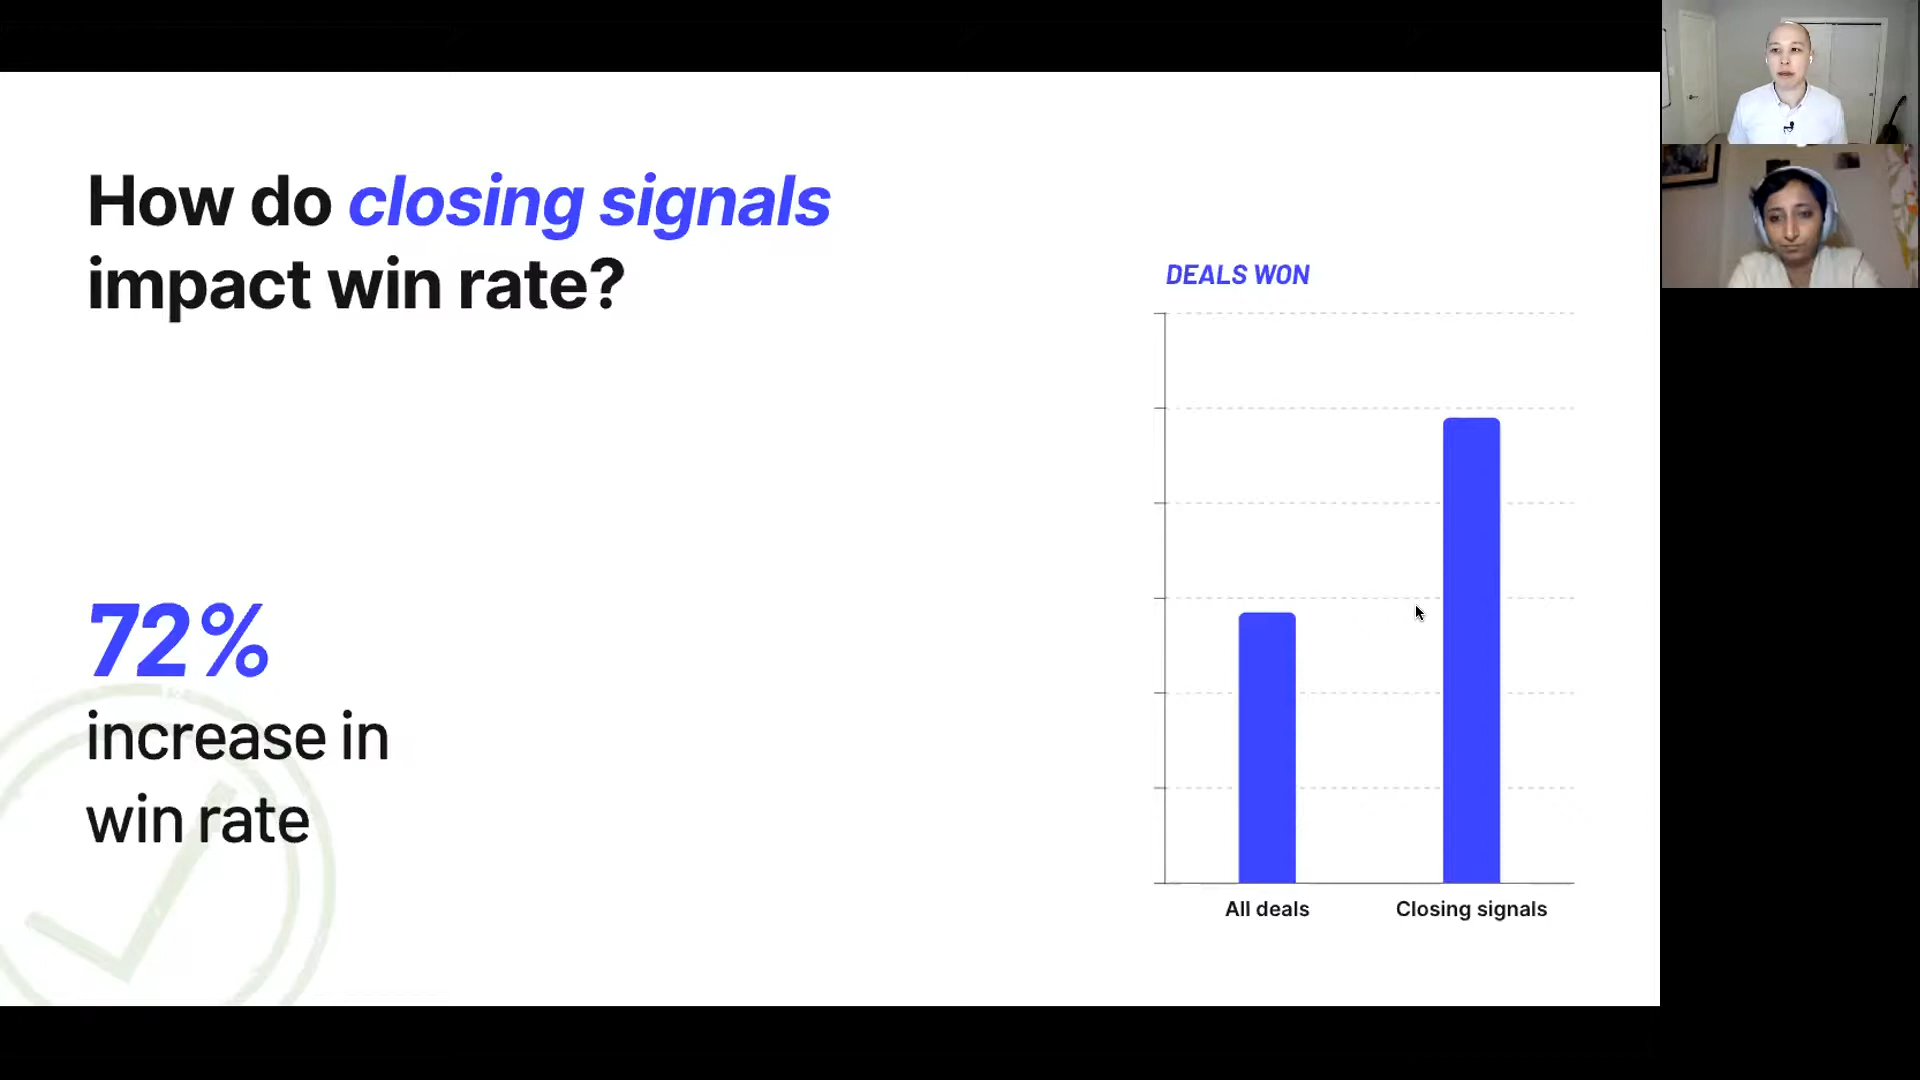 How do closing signals
impact win rate?
DEALS WON
72%
increase in
win rate
All deals
Closing signals